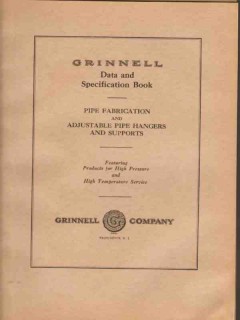 GRINNELL
Data and
Specification Book
PIPE FABRICATION
AND
ADJUSTABLE PIPE HANGERS
AND SUPPORTS
Featuring
Products for High Pressure
and
High Temperature Service
GRINNELL G COMPANY
PROVIDENCE, R. I.